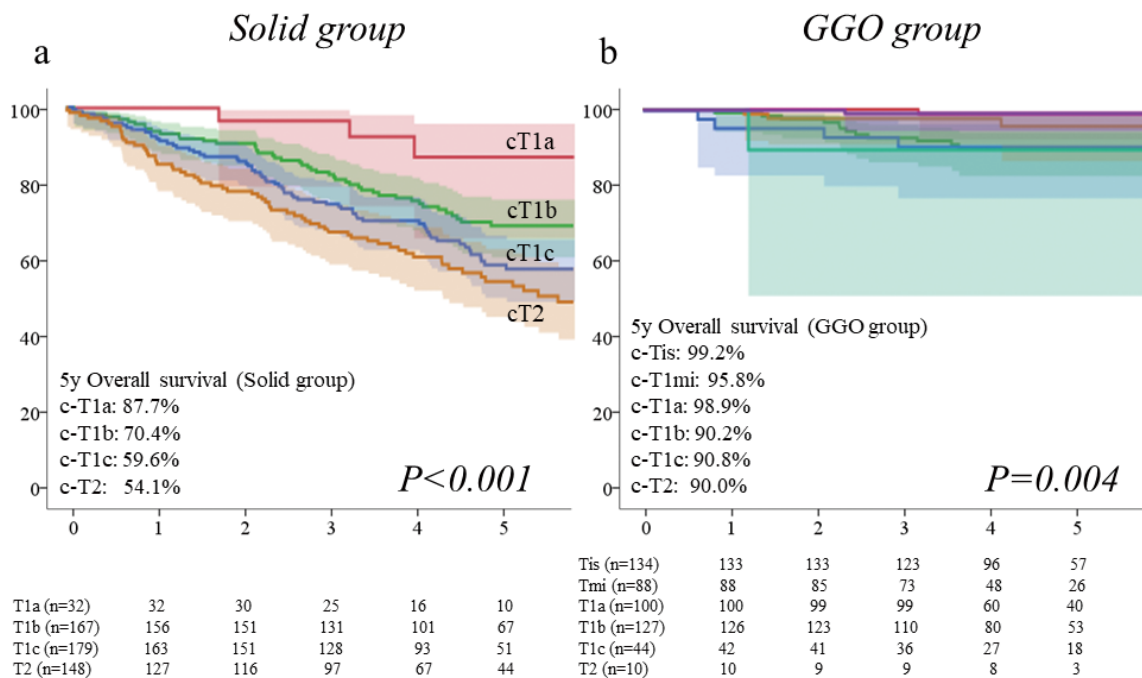 Solid group
GGO group
a
b
100
80
60
40
20
0
cT1a
cT1b
cT1c
cT2
5y Overall survival (Solid group)
c-T1a: 87.7%
c-T1b: 70.4%
c-T1c: 59.6%
c-T2: 54.1%
P<0.001
0 1 2 3 4 5
100
80
60
40
20
0
5y Overall survival (GGO group)
c-Tis: 99.2%
c-T1mi: 95.8%
c-T1a: 98.9%
c-T1b: 90.2%
c-T1c: 90.8%
c-T2: 90.0%
P=0.004
0 1 2 3 4 5
T1a (n=32) 32 30 25 16 10
T1b (n=167) 156 151 131 101 67
T1c (n=179) 163 151 128 93 51
T2 (n=148) 127 116 97 67 44
Tis (n=134) 133 133 123 96 57
Tmi (n=88) 88 85 73 48 26
T1a (n=100) 100 99 99 60 40
T1b (n=127) 126 123 110 80 53
T1c (n=44) 42 41 36 27 18
T2 (n=10) 10 9 9 8 3